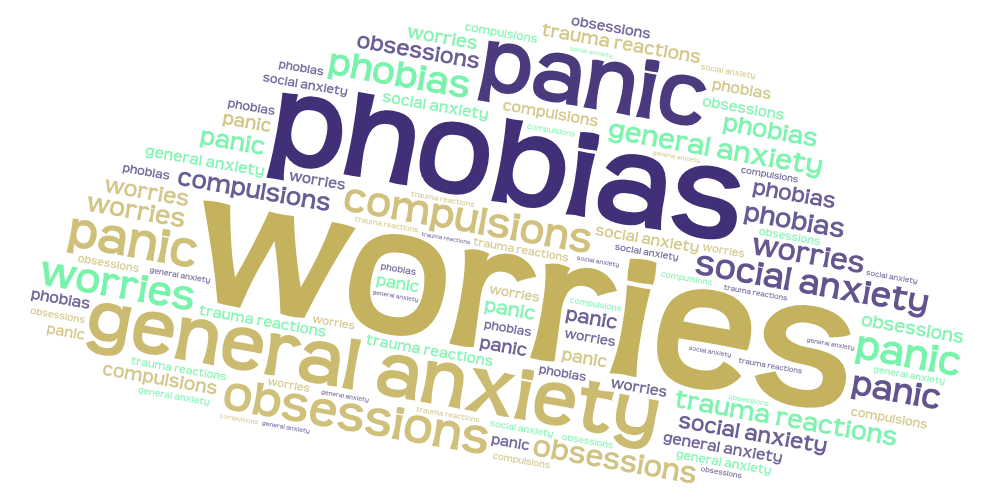 obsessions
compulsions
trauma reactions
worries
social anxiety
obsessions
panic
social anxiety
phobias
phobias
phobias
social anxiety
obsessions
social anxiety
compulsions
phobias
phobias
phobias
compulsions
general anxiety
panic
panic
general anxiety
general anxiety
worries
compulsions
phobias
trauma reactions
phobias
compulsions
compulsions
phobias
worries
worries
trauma reactions
trauma reactions
trauma reactions
social anxiety
worries
obsessions
worries
social anxiety
panic
worries
social anxiety
social anxiety
social anxiety
obsessions
general anxiety
phobias
compulsions
trauma reactions
worries
panic
general anxiety
worries
compulsions
phobias
trauma reactions
panic
panic
obsessions
obsessions
worries
phobias
worries
general anxiety
panic
general anxiety
trauma reactions
panic
panic
social anxiety
trauma reactions
trauma reactions
phobias
general anxiety
compulsions
worries
worries
panic
general anxiety
general anxiety
obsessions
obsessions
trauma reactions
trauma reactions
compulsions
compulsions
general anxiety
social anxiety
social anxiety
panic
obsessions
obsessions
general anxiety
compulsions
general anxiety
obsessions